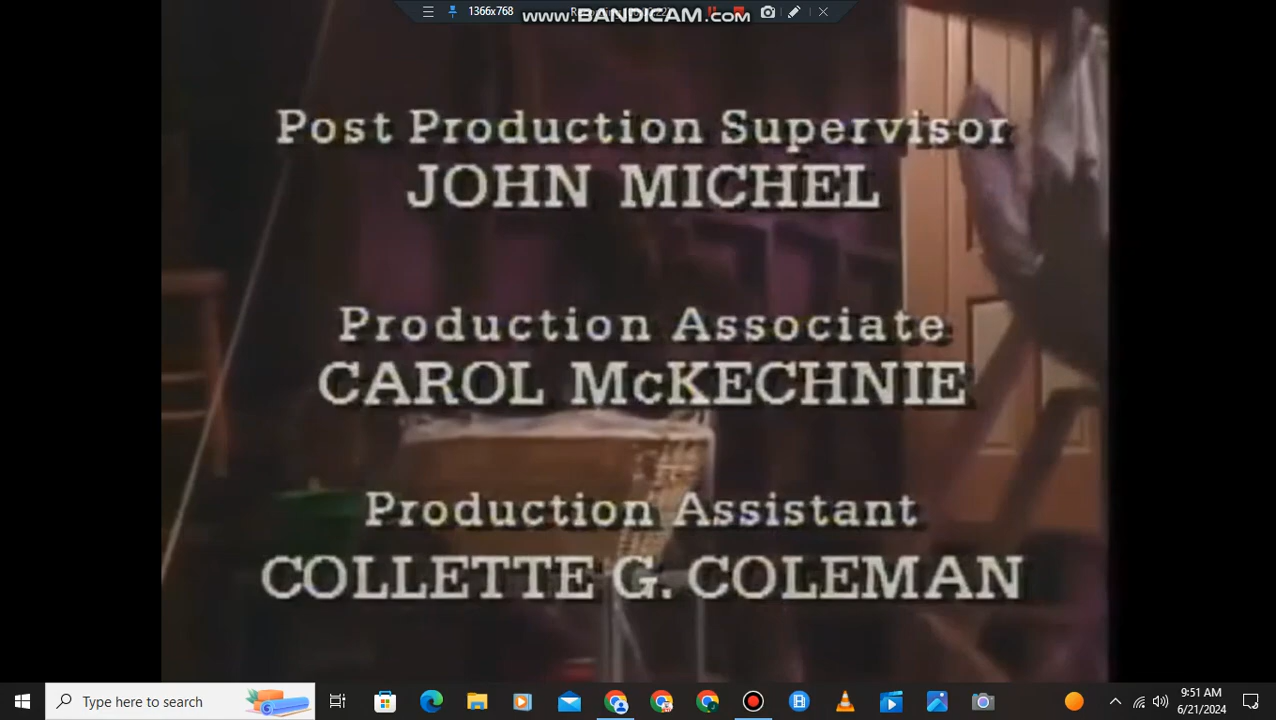 1366x768
www.BANDICAM.com
Post Production Supervisor
JOHN MICHEL
Production Associate
CAROL McKECHNIE
Production Assistant
COLLETTE G. COLEMAN
Type here to search
9:51 AM
6/21/2024